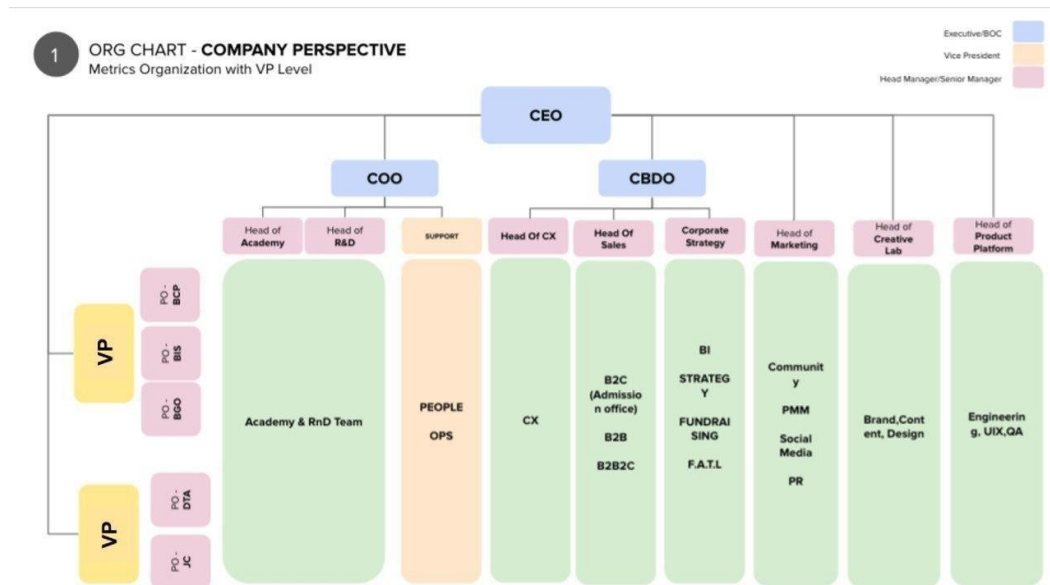 1
ORG CHART - COMPANY PERSPECTIVE
Metrics Organization with VP Level
Executive/BOC
Vice President
Head Manager/Senior Manager
CEO
COO
CBDO
Head of
Academy
Head of
R&D
SUPPORT
Head Of CX
Head Of
Sales
Corporate
Strategy
Head of
Marketing
Head of
Creative
Lab
Head of
Product
Platform
VP
PO -
BCP
PO -
BIS
PO -
BGO
VP
PO -
DTA
PO -
JC
Academy & RnD Team
PEOPLE
OPS
CX
B2C
(Admissio
n office)
B2B
B2B2C
BI
STRATEG
Y
FUNDRAI
SING
F.A.T.L
Communit
y
PMM
Social
Media
PR
Brand,Cont
ent, Design
Engineerin
g, UIX,QA